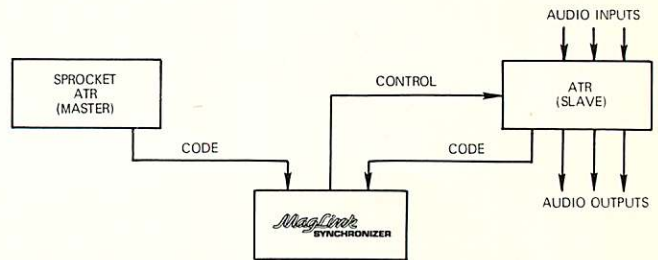 AUDIO INPUTS
SPROCKET
ATR
(MASTER)
CONTROL
ATR
(SLAVE)
CODE
CODE
MagLink
SYNCHRONIZER
AUDIO OUTPUTS